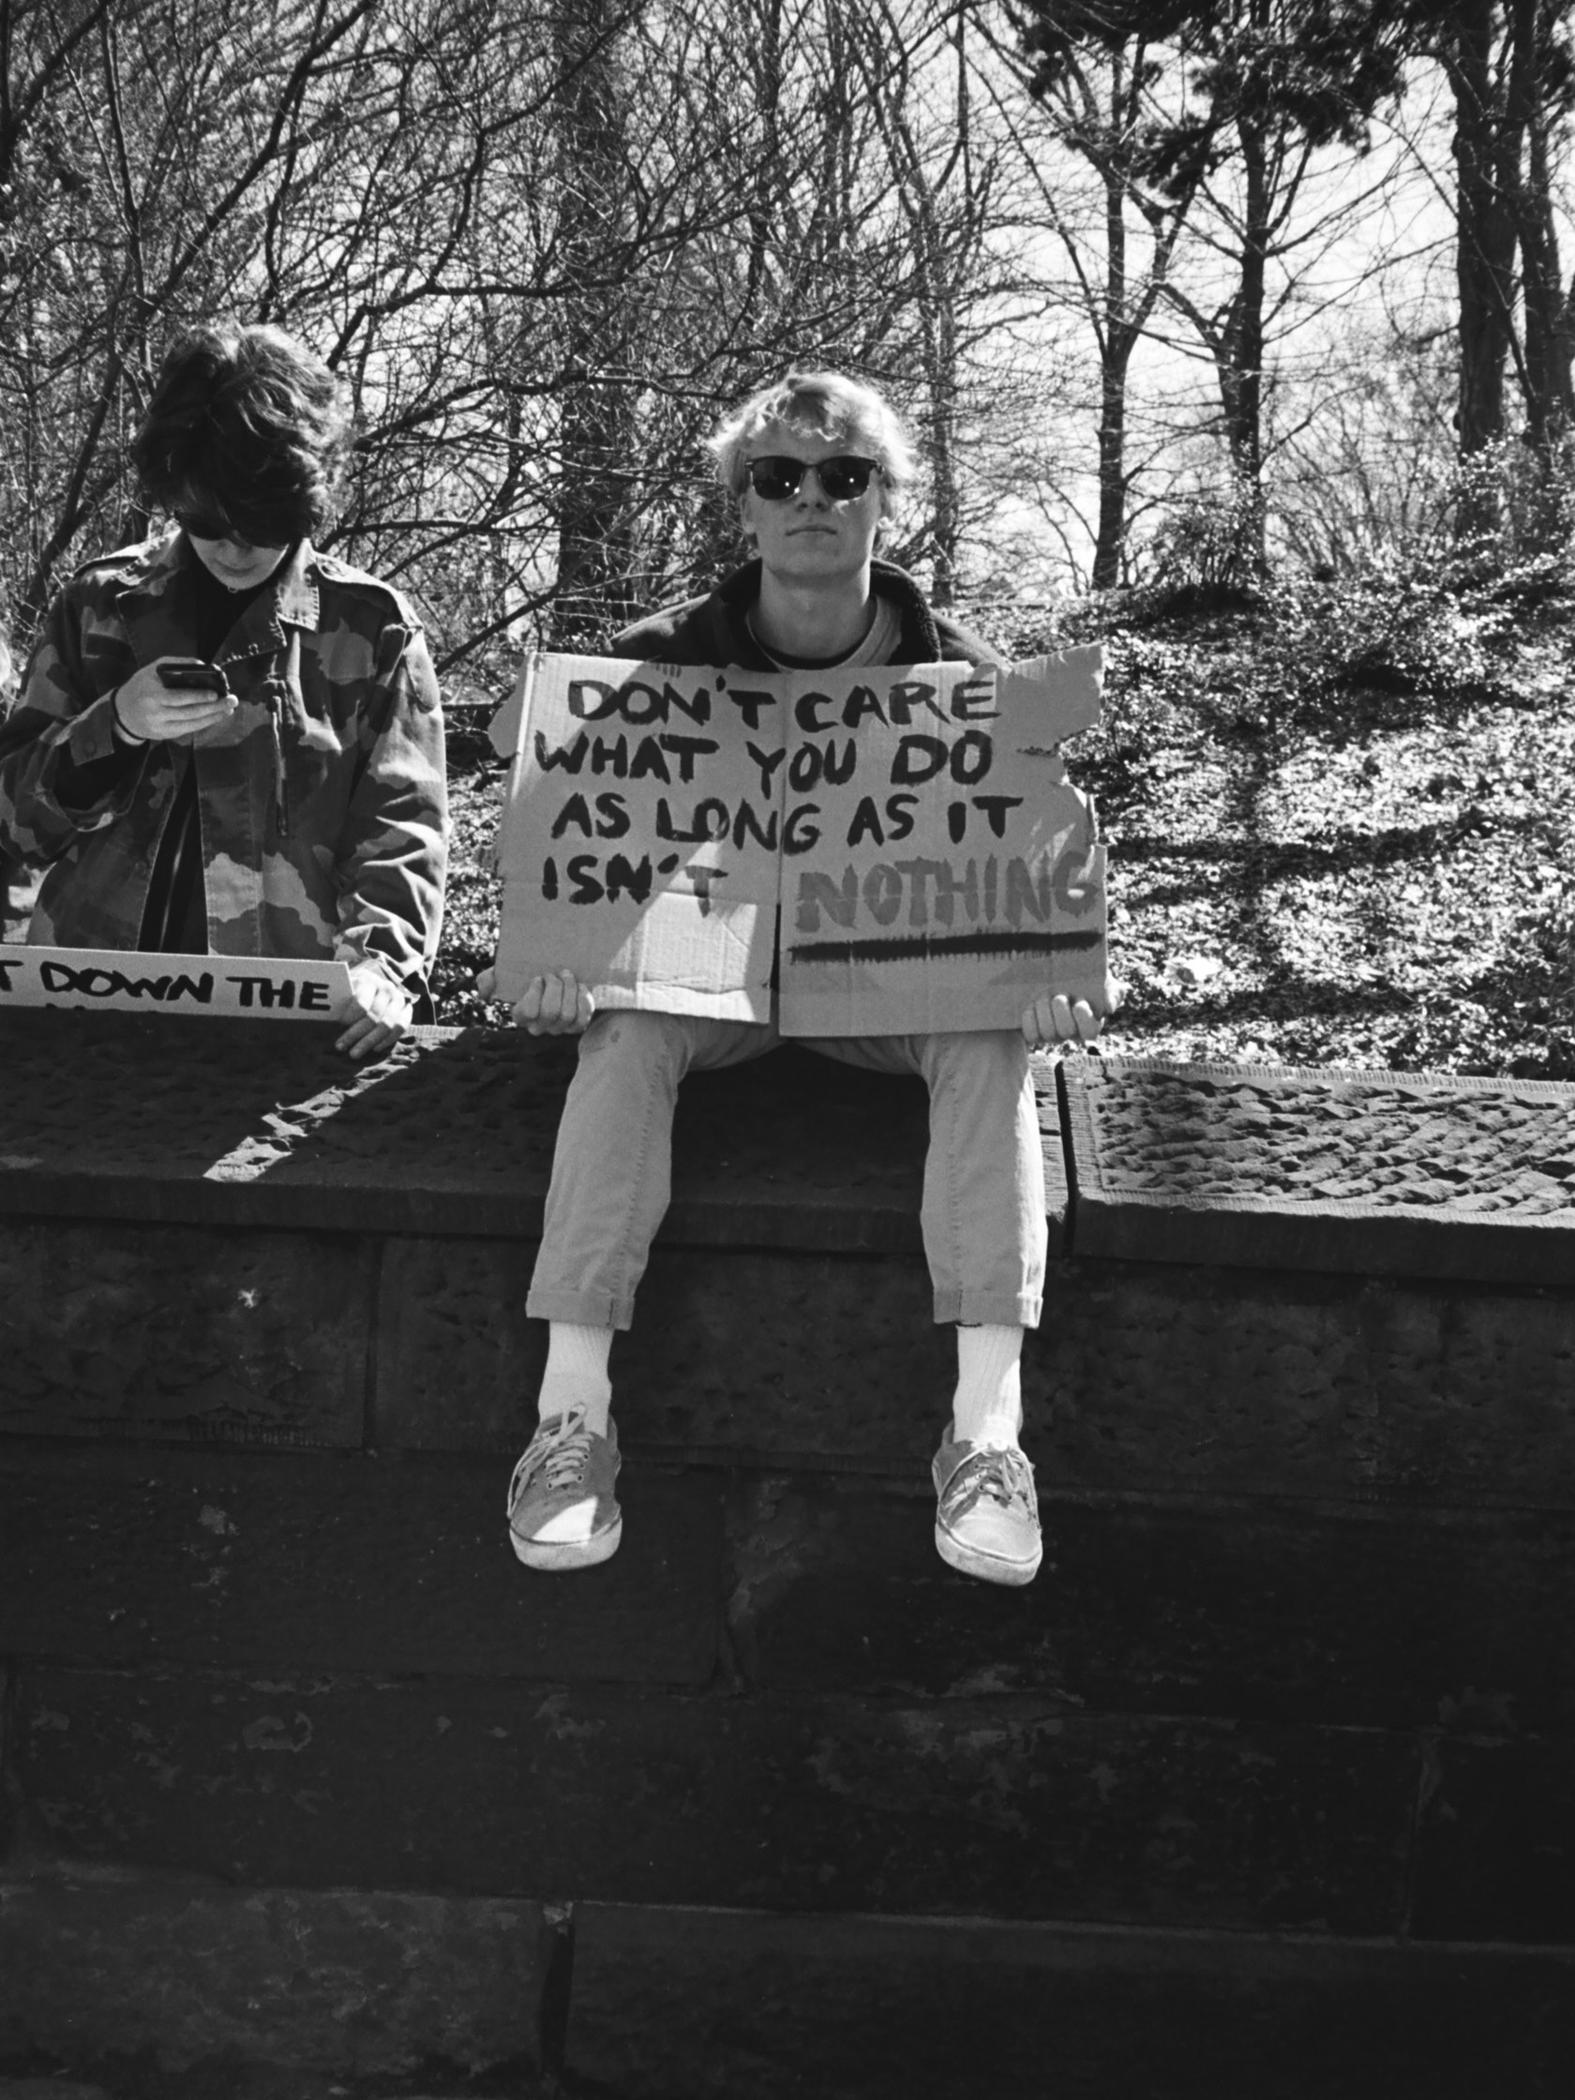 DON'T CARE
WHAT YOU DO
AS LONG AS IT
ISN'T NOTHING
DOWN THE